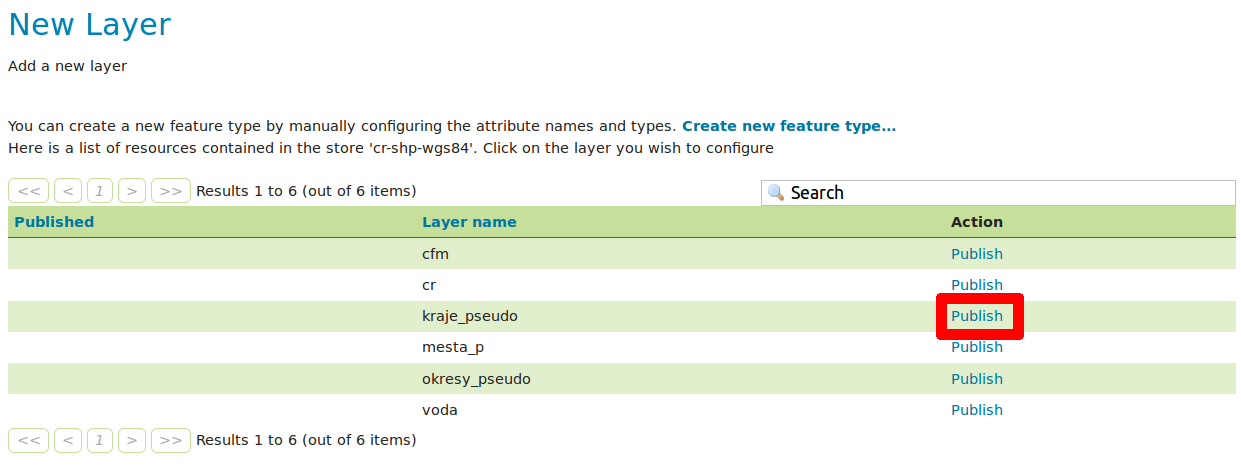 New Layer
Add a new layer
You can create a new feature type by manually configuring the attribute names and types. Create new feature type...
Here is a list of resources contained in the store 'cr-shp-wgs84'. Click on the layer you wish to configure
<< < 1 > >> Results 1 to 6 (out of 6 items) Search
Published Layer name Action
cfm Publish
cr Publish
kraje_pseudo Publish
mesta_p Publish
okresy_pseudo Publish
voda Publish
<< < 1 > >> Results 1 to 6 (out of 6 items)